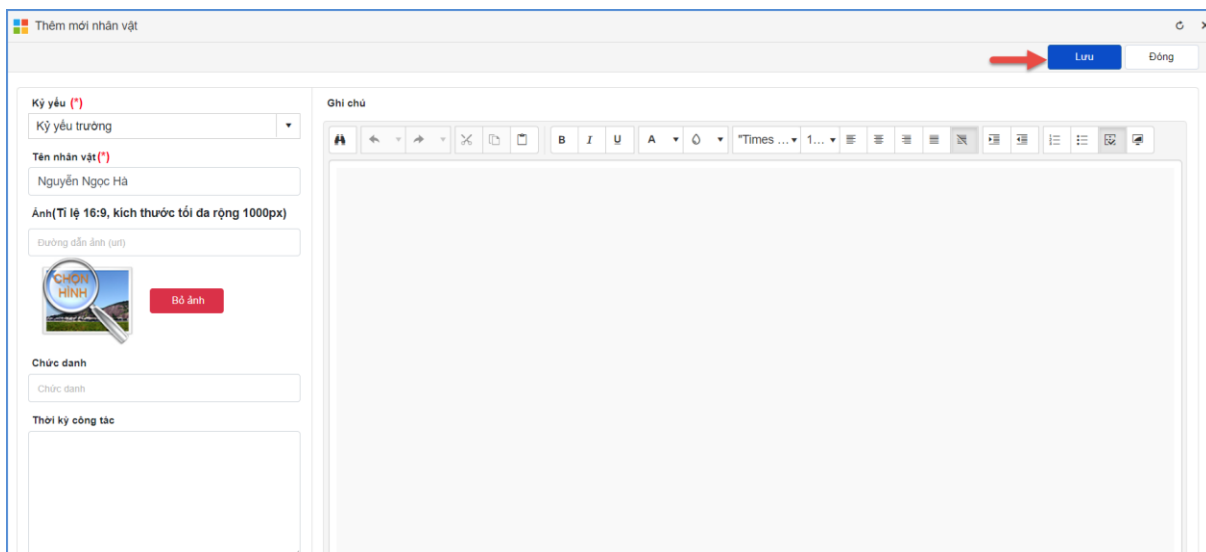 Thêm mới nhân vật
Lưu
Đóng
Kỷ yếu (*)
Kỷ yếu trường
Tên nhân vật(*)
Nguyễn Ngọc Hà
Ảnh(Tỉ lệ 16:9, kích thước tối đa rộng 1000px)
Đường dẫn ảnh (url)
CHỌN
HÌNH
Bỏ ảnh
Chức danh
Chức danh
Thời kỳ công tác
Ghi chú
B I U A "Times ... 1...